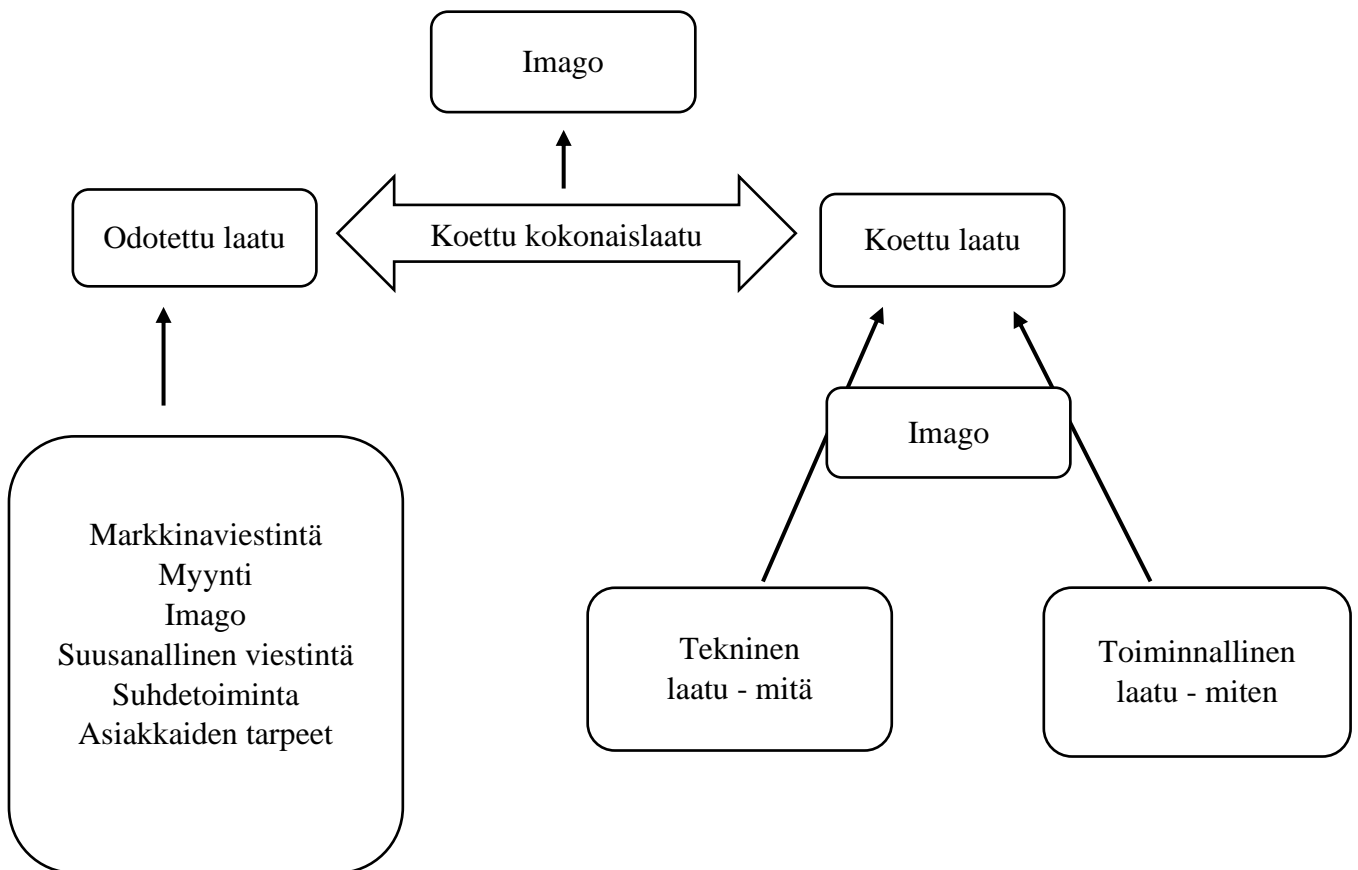 Imago
Odotettu laatu
Koettu kokonaislaatu
Koettu laatu
Imago
Markkinaviestintä
Myynti
Imago
Suusanallinen viestintä
Suhdetoiminta
Asiakkaiden tarpeet
Tekninen
laatu - mitä
Toiminnallinen
laatu - miten